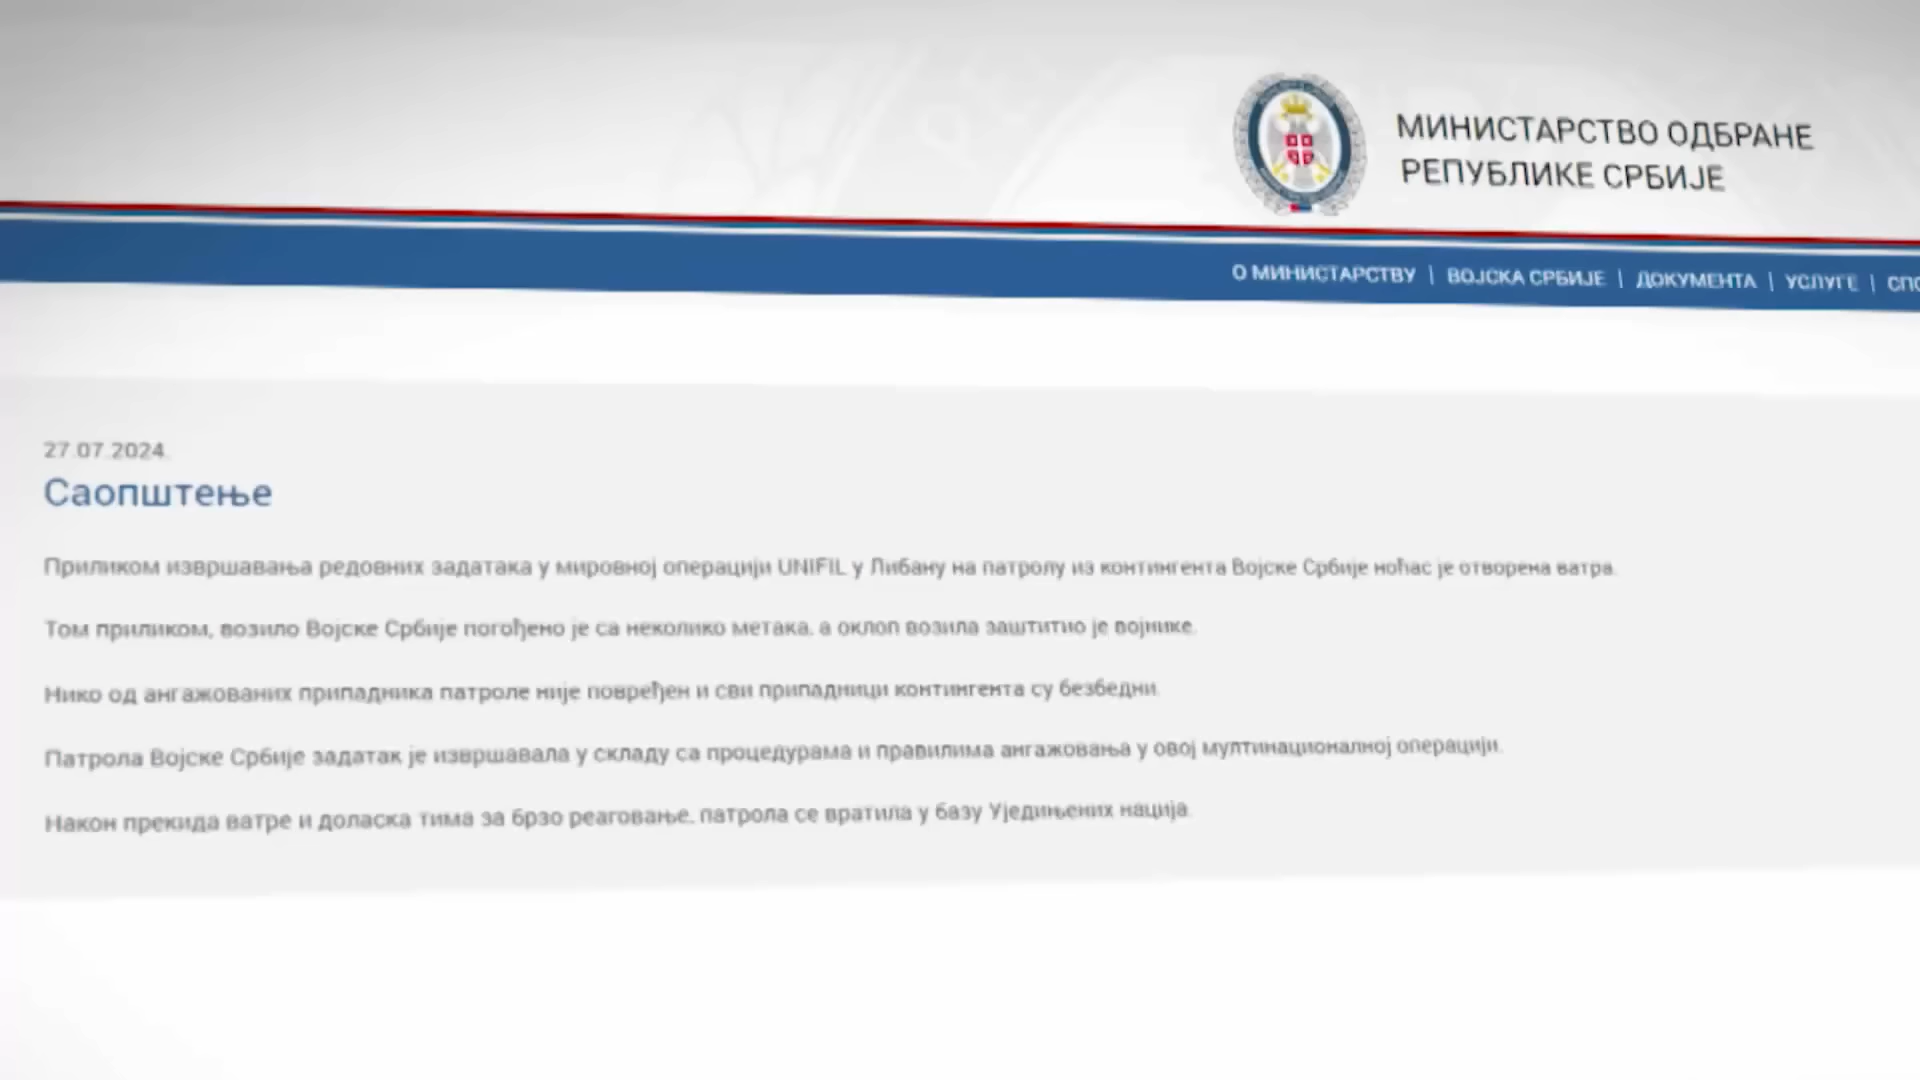 МИНИСТАРСТВО ОДБРАНЕ
РЕПУБЛИКЕ СРБИЈЕ
О МИНИСТАРСТВУ | ВОЈСКА СРБИЈЕ | ДОКУМЕНТА | УСЛУГЕ |
27.07.2024.
Саопштење
Приликом извршавања редовних задатака у мировној операцији UNIFIL у Либану на патролу из контингента Војске Србије ноћас је отворена ватра.
Том приликом, возило Војске Србије погођено је са неколико метака, а оклоп возила заштитио је војнике.
Нико од ангажованих припадника патроле није повређен и сви припадници контингента су безбедни.
Патрола Војске Србије задатак је извршавала у складу са процедурама и правилима ангажовања у овој мултинационалној операцији.
Након прекида ватре и доласка тима за брзо реаговање, патрола се вратила у базу Уједињених нација.